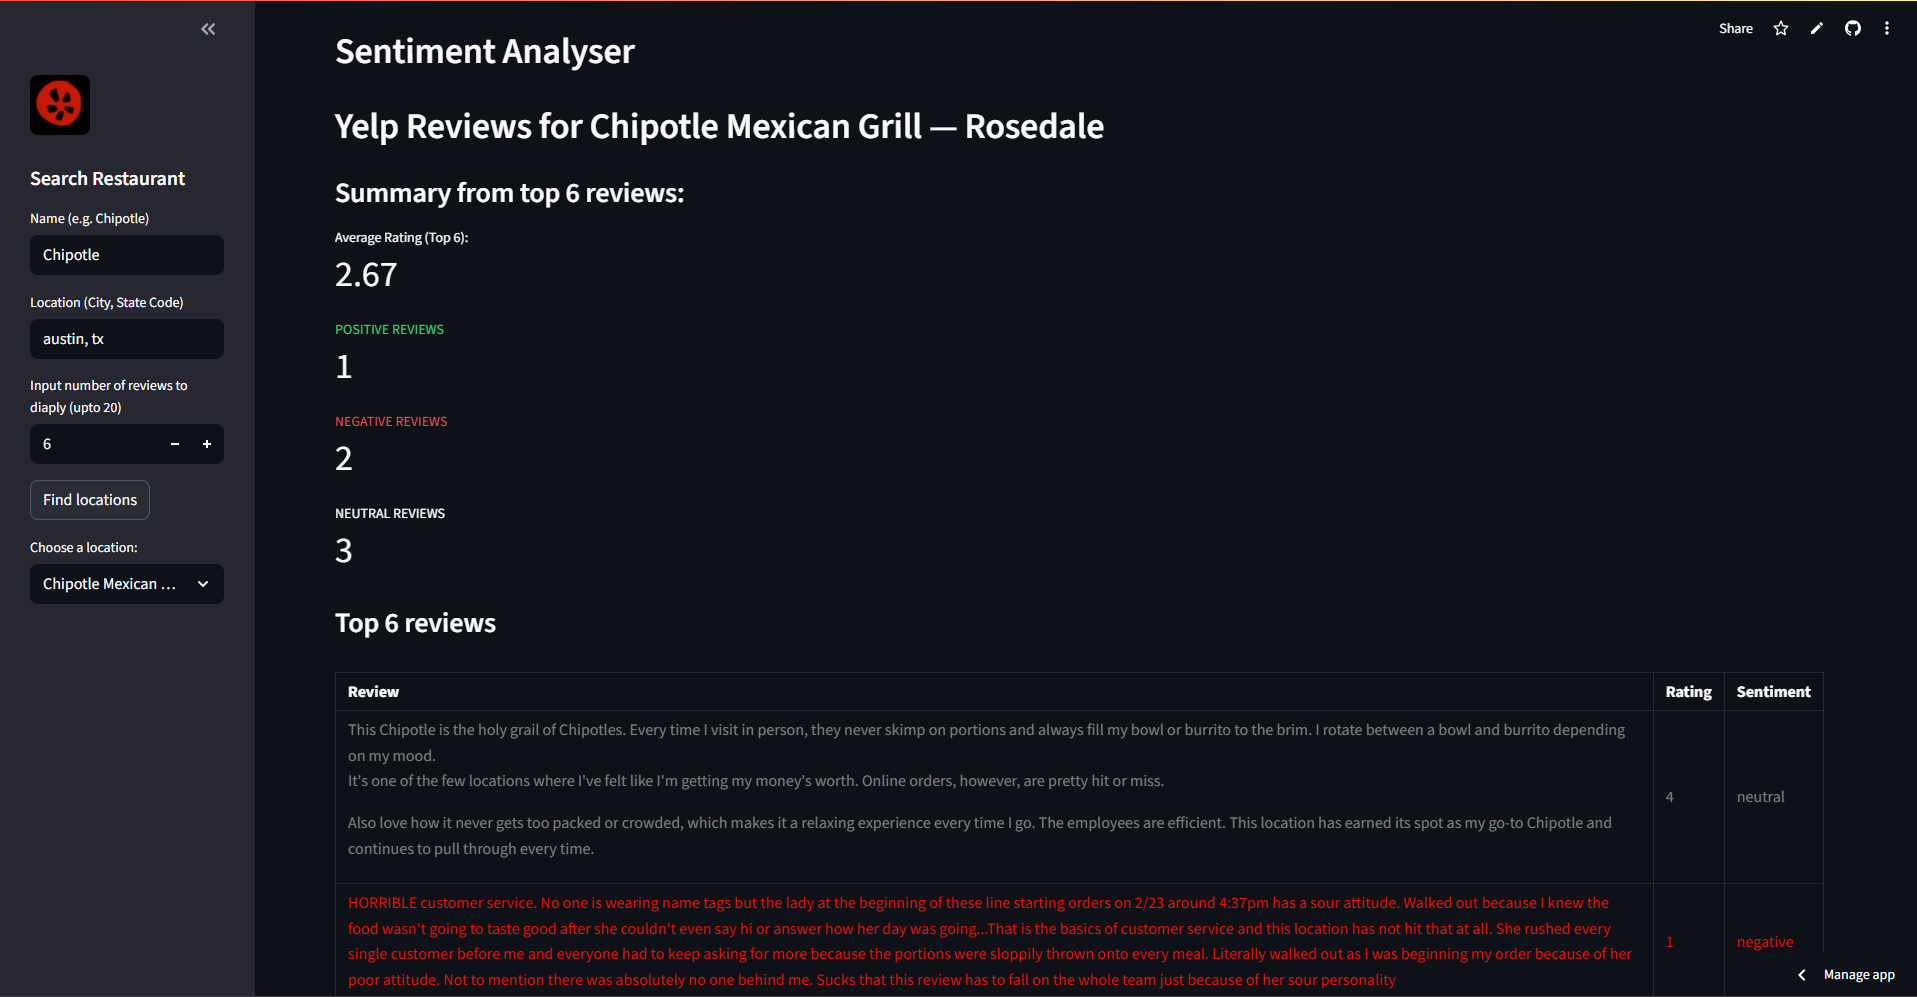 Share
Sentiment Analyser
Yelp Reviews for Chipotle Mexican Grill — Rosedale
Search Restaurant
Name (e.g. Chipotle)
Chipotle
Location (City, State Code)
austin, tx
Input number of reviews to
diaply (upto 20)
6
Find locations
Choose a location:
Chipotle Mexican ...
Summary from top 6 reviews:
Average Rating (Top 6):
2.67
POSITIVE REVIEWS
1
NEGATIVE REVIEWS
2
NEUTRAL REVIEWS
3
Top 6 reviews
Review Rating Sentiment
This Chipotle is the holy grail of Chipotles. Every time I visit in person, they never skimp on portions and always fill my bowl or burrito to the brim. I rotate between a bowl and burrito depending
on my mood.
It's one of the few locations where I've felt like I'm getting my money's worth. Online orders, however, are pretty hit or miss.
Also love how it never gets too packed or crowded, which makes it a relaxing experience every time I go. The employees are efficient. This location has earned its spot as my go-to Chipotle and
continues to pull through every time.
4 neutral
HORRIBLE customer service. No one is wearing name tags but the lady at the beginning of these line starting orders on 2/23 around 4:37pm has a sour attitude. Walked out because I knew the
food wasn't going to taste good after she couldn't even say hi or answer how her day was going...That is the basics of customer service and this location has not hit that at all. She rushed every
single customer before me and everyone had to keep asking for more because the portions were sloppily thrown onto every meal. Literally walked out as I was beginning my order because of her
poor attitude. Not to mention there was absolutely no one behind me. Sucks that this review has to fall on the whole team just because of her sour personality
1 negative
Manage app